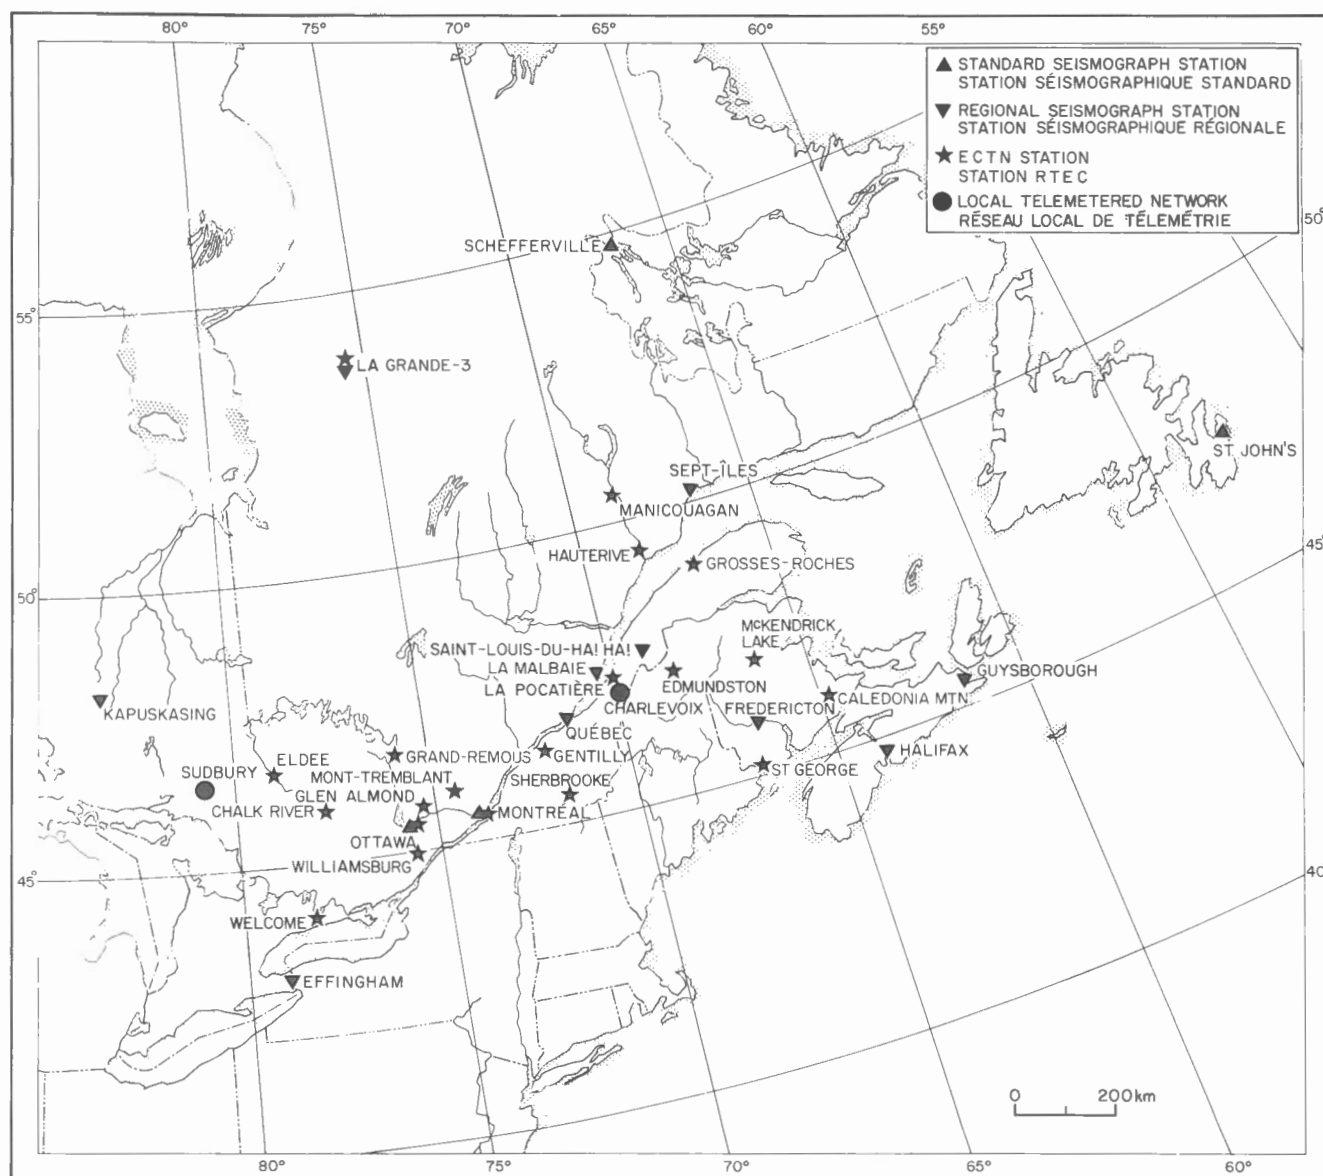 80° 75° 70° 65° 60° 55°
▲ STANDARD SEISMOGRAPH STATION
STATION SÉISMOGRAPHIQUE STANDARD
▼ REGIONAL SEISMOGRAPH STATION
STATION SÉISMOGRAPHIQUE RÉGIONALE
★ ECTN STATION
STATION RTEC
● LOCAL TELEMETERED NETWORK
RÉSEAU LOCAL DE TÉLEMÉTRIE
50°
SCHEFFERVILLE
55°
LA GRANDE-3
ST JOHN'S
SEPT-ÎLES
MANICOUAGAN
45°
HAUTERIVE
GROSSES-ROCHES
50°
McKENDRICK
LAKE
SAINT-LOUIS-DU-HA! HA!
LA MALBAIE
GUYSBOROUGH
LA POCATIÈRE
EDMUNDSTON
CALEDONIA MTN
CHARLEVOIX
FREDERICTON
KAPUSKASING
QUÉBEC
HALIFAX
GRAND-REMOUS
GENTILLY
ELDEE
ST GEORGE
SUDBURY
MONT-TREMBLANT
SHERBROOKE
GLEN ALMOND
CHALK RIVER
MONTRÉAL
OTTAWA
WILLIAMSBURG
45°
40°
WELCOME
EFFINGHAM
0 200 km
80° 75° 70° 65° 60°